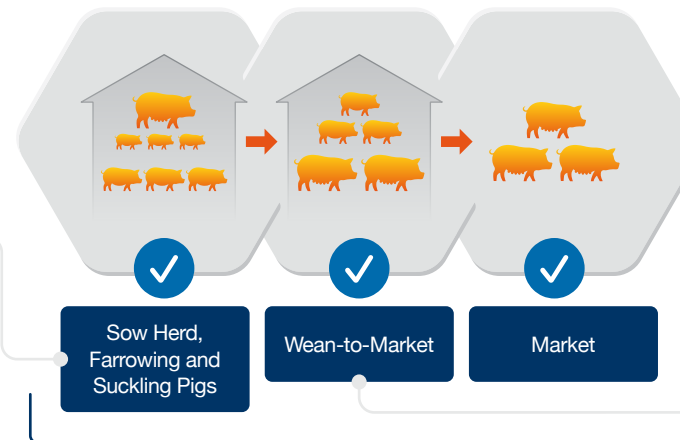 Sow Herd,
Farrowing and
Suckling Pigs
Wean-to-Market
Market